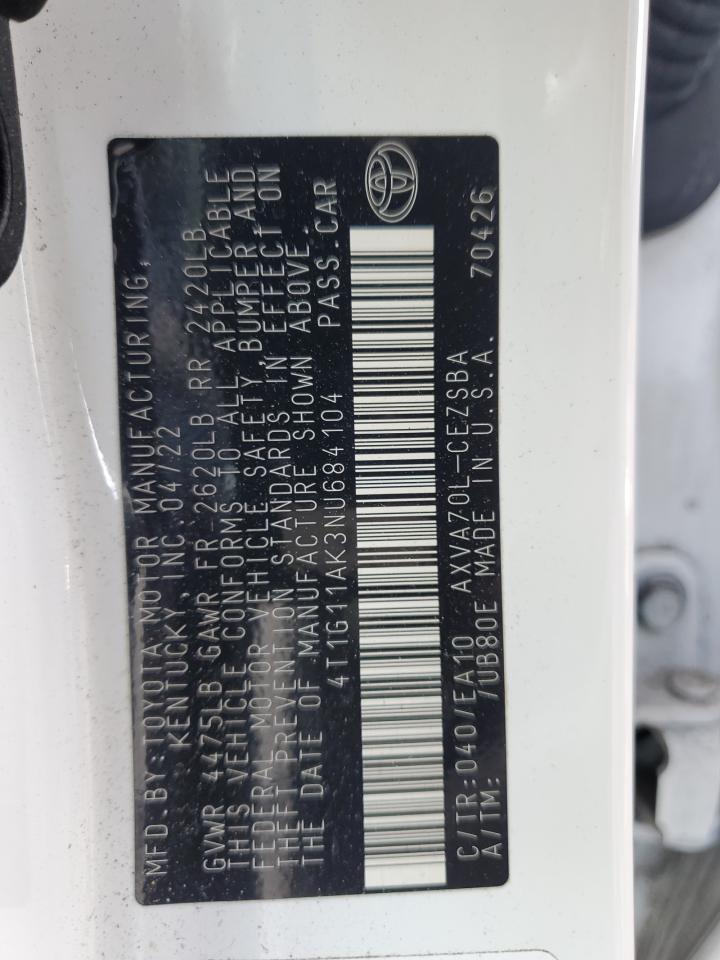 MFD.BY:TOYOTA MOTOR MANUFACTURING,
KENTUCKY, INC 04/22
GVWR 4475LB GAWR FR 2620LB RR 2420LB
THIS VEHICLE CONFORMS TO ALL APPLICABLE
FEDERAL MOTOR VEHICLE SAFETY, BUMPER, AND
THEFT PREVENTION STANDARDS IN EFFECT ON
THE DATE OF MANUFACTURE SHOWN ABOVE.
4T1G11AK3NU684104 PASS.CAR
C/TR:040/EA10 AXVA70L-CEZSBA
A/TM: /UB80E MADE IN U.S.A. 70426